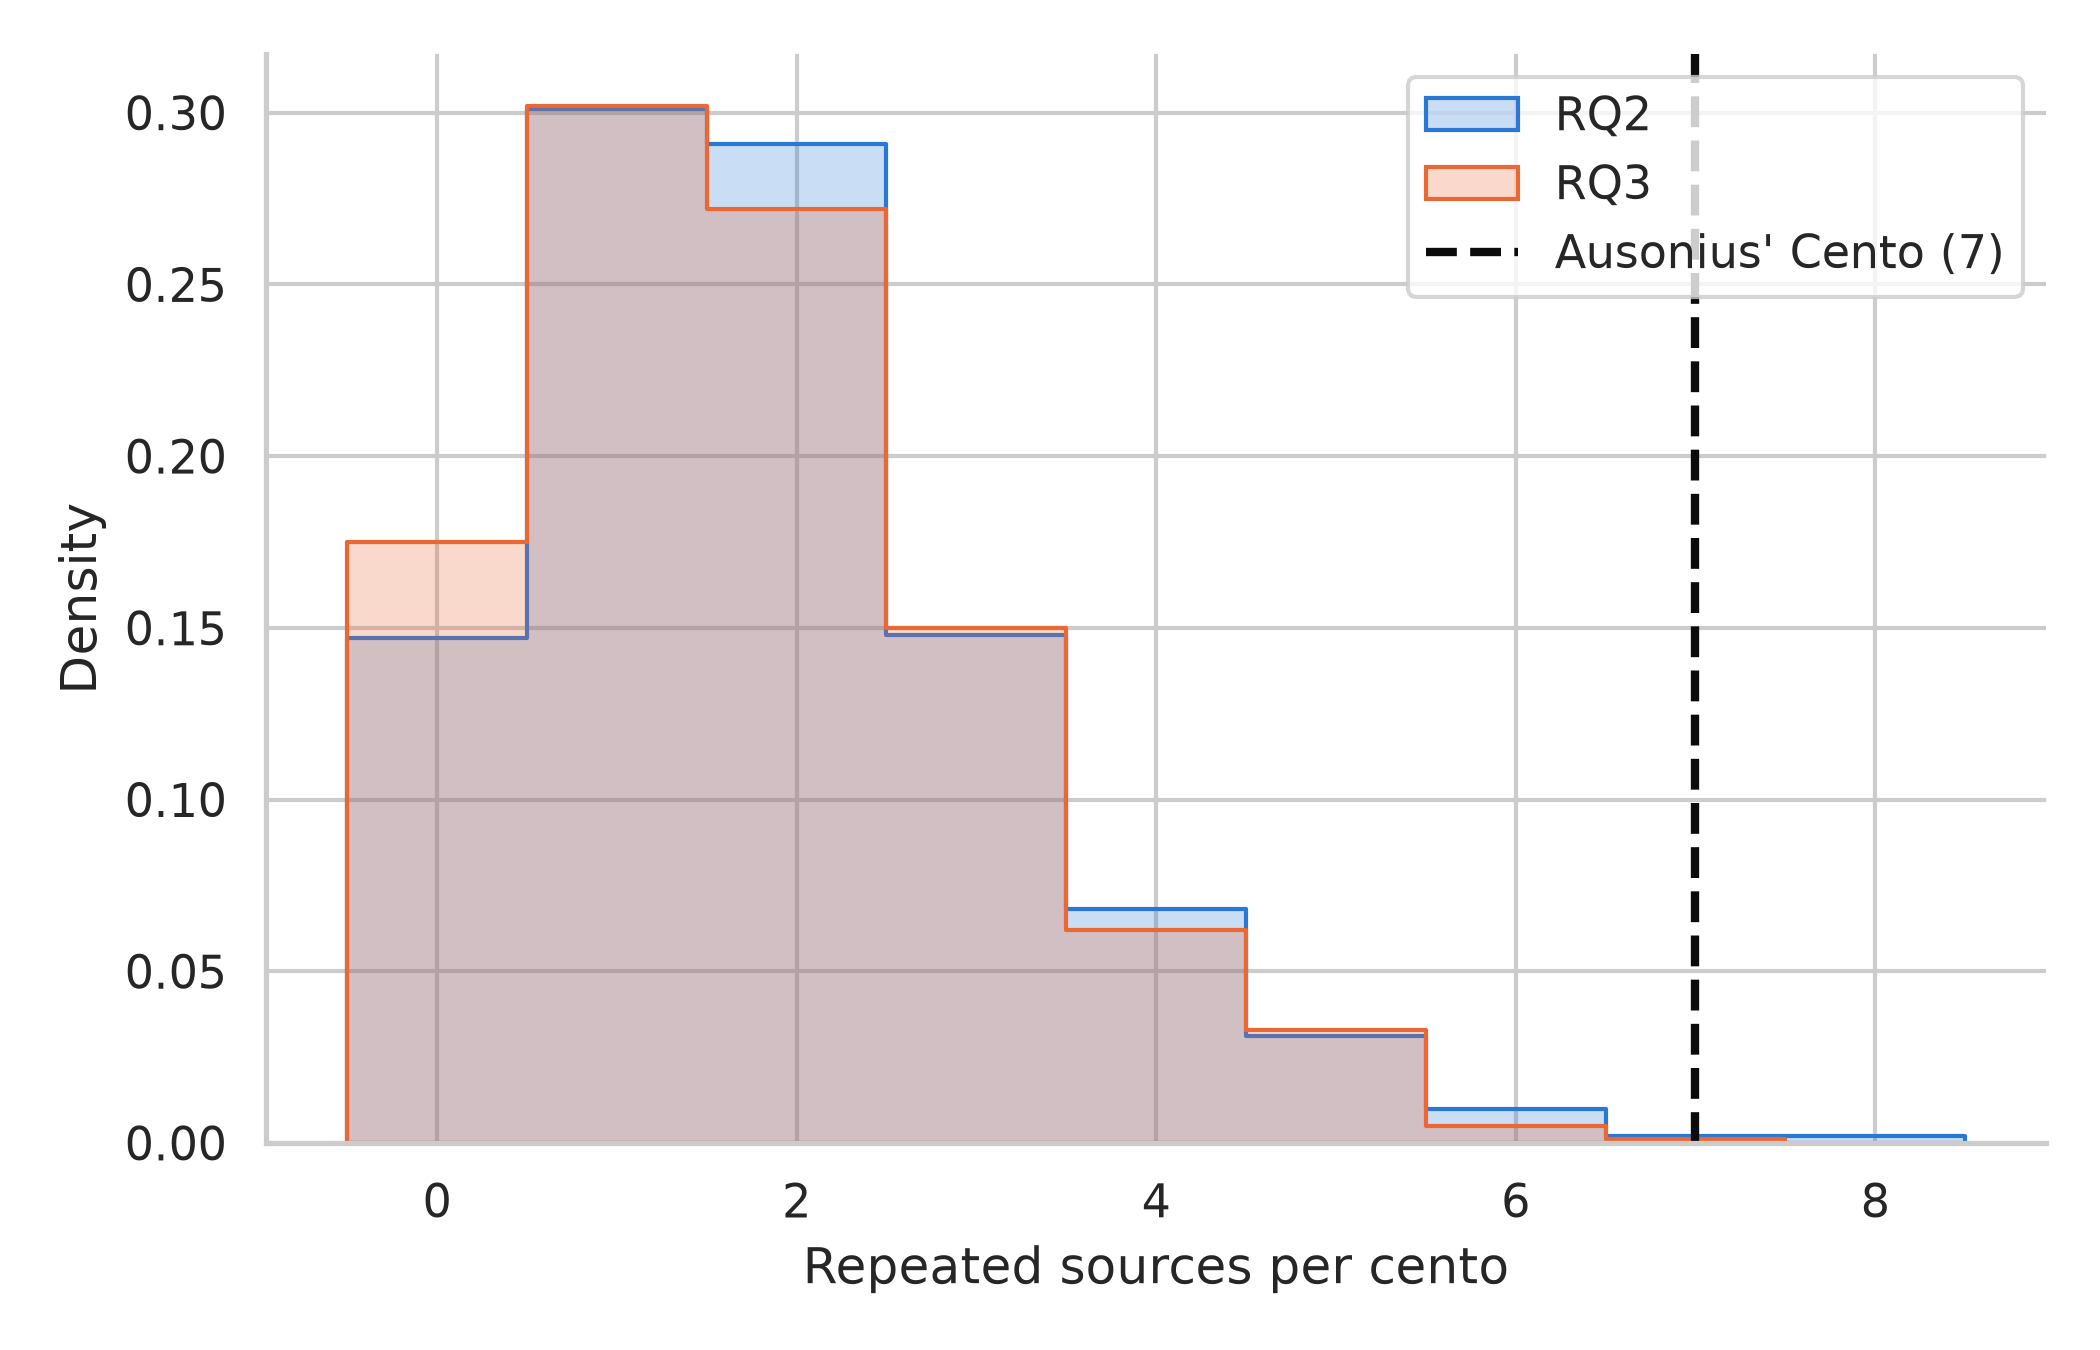 0.30
0.25
0.20
0.15
0.10
0.05
0.00
Density
RQ2
RQ3
Ausonius' Cento (7)
0 2 4 6 8
Repeated sources per cento